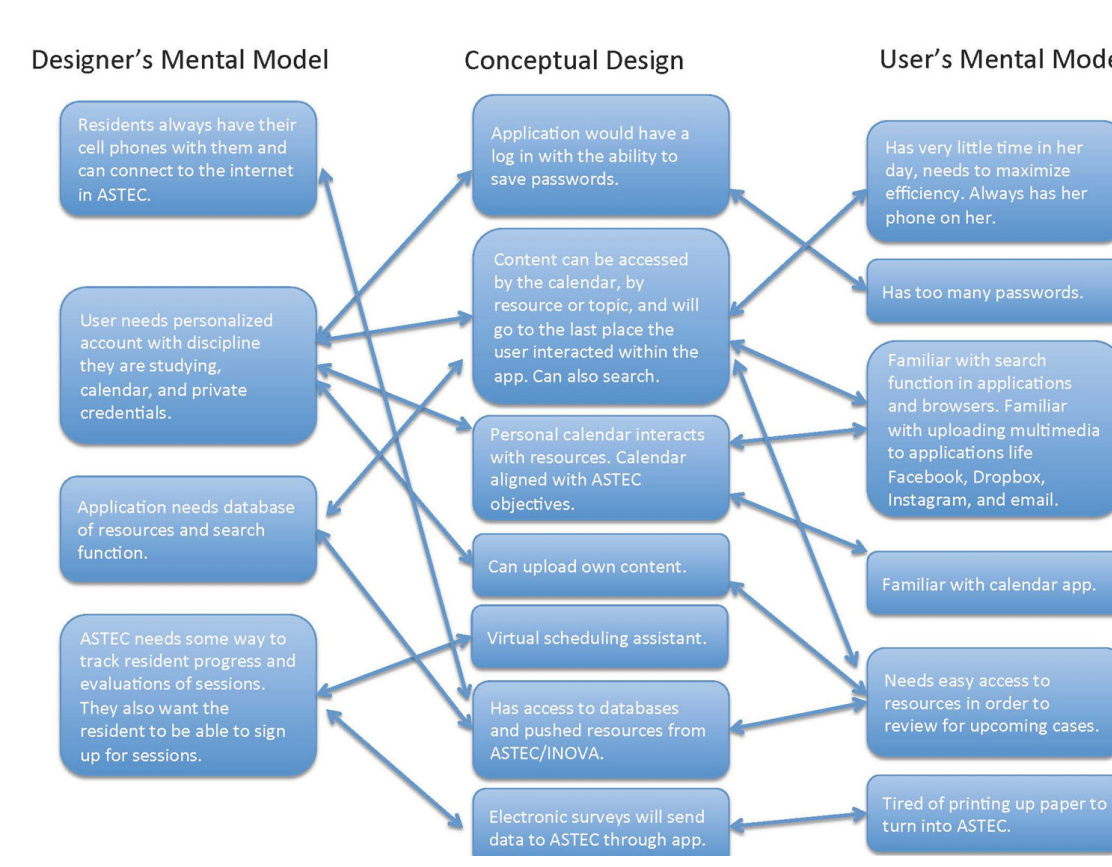 Designer's Mental Model
Residents always have their
cell phones with them and
can connect to the internet
in ASTEC.
User needs personalized
account with discipline
they are studying,
calendar, and private
credentials.
Application needs database
of resources and search
function.
ASTEC needs some way to
track resident progress and
evaluations of sessions.
They also want the
resident to be able to sign
up for sessions.
Conceptual Design
Application would have a
log in with the ability to
save passwords.
Content can be accessed
by the calendar, by
resource or topic, and will
go to the last place the
user interacted within the
app. Can also search.
Personal calendar interacts
with resources. Calendar
aligned with ASTEC
objectives.
Can upload own content.
Virtual scheduling assistant.
Has access to databases
and pushed resources from
ASTEC/INOVA.
Electronic surveys will send
data to ASTEC through app.
User's Mental Mode
Has very little time in her
day, needs to maximize
efficiency. Always has her
phone on her.
Has too many passwords.
Familiar with search
function in applications
and browsers. Familiar
with uploading multimedia
to applications life
Facebook, Dropbox,
Instagram, and email.
Familiar with calendar app.
Needs easy access to
resources in order to
review for upcoming cases.
Tired of printing up paper to
turn into ASTEC.